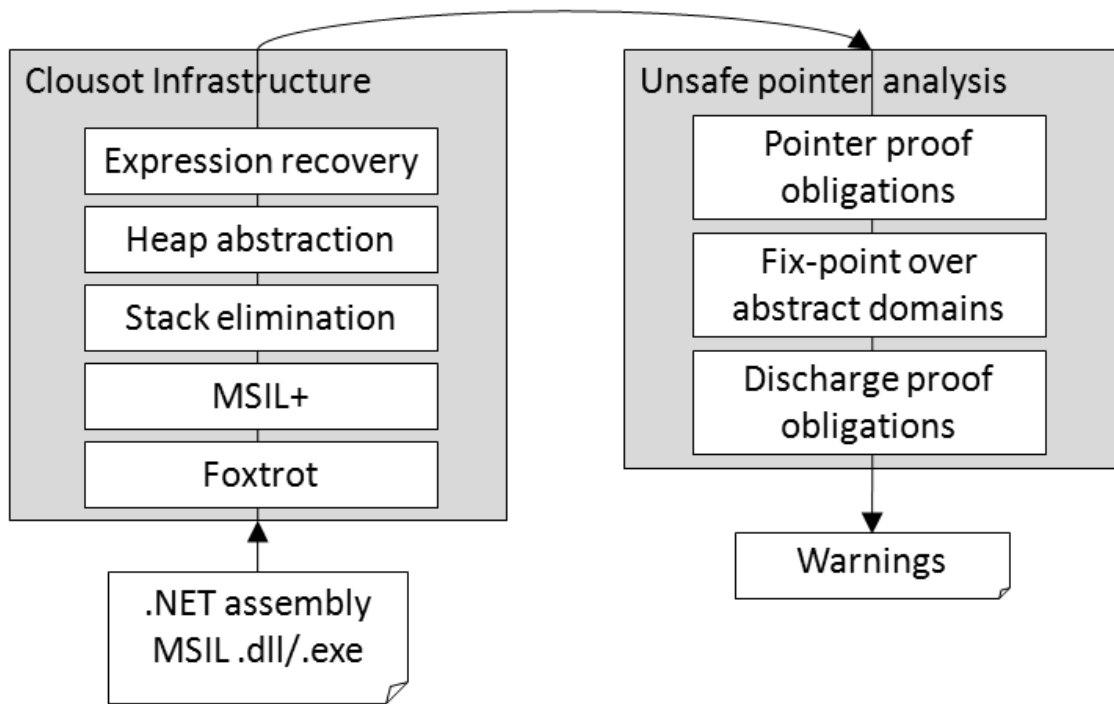 Clousot Infrastructure
Expression recovery
Heap abstraction
Stack elimination
MSIL+
Foxtrot
.NET assembly
MSIL .dll/.exe
Unsafe pointer analysis
Pointer proof
obligations
Fix-point over
abstract domains
Discharge proof
obligations
Warnings